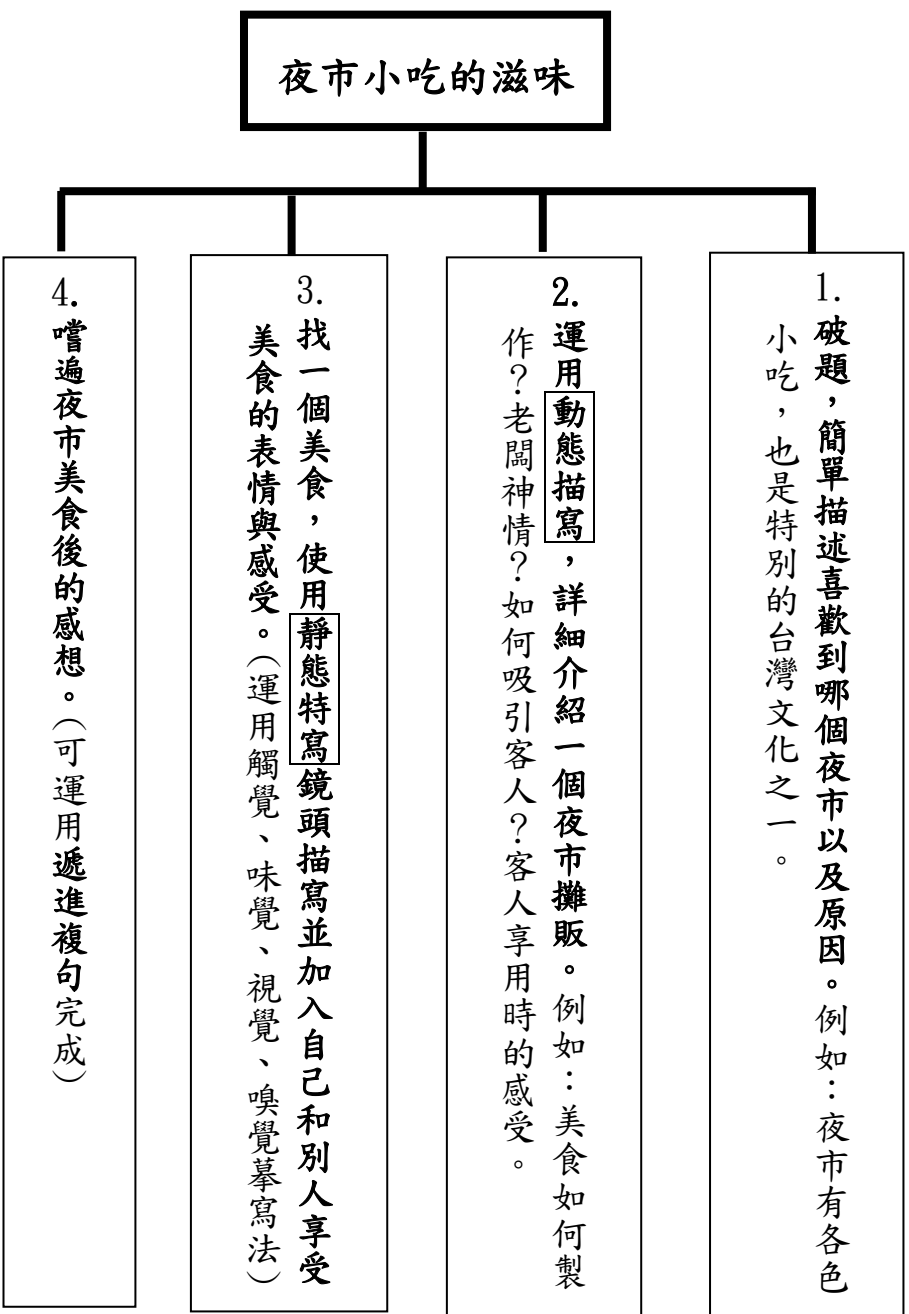 夜市小吃的滋味
1.破題，簡單描述喜歡到哪個夜市以及原因。例如：夜市有各色
小吃，也是特別的台灣文化之一。
2.運用動態描寫，詳細介紹一個夜市攤販。例如：美食如何製
作？老闆神情？如何吸引客人？客人享用時的感受。
3.找一個美食，使用靜態特寫鏡頭描寫並加入自己和別人享受
美食的表情與感受。（運用觸覺、味覺、視覺、嗅覺摹寫法）
4.嚐遍夜市美食後的感想。（可運用遞進複句完成）